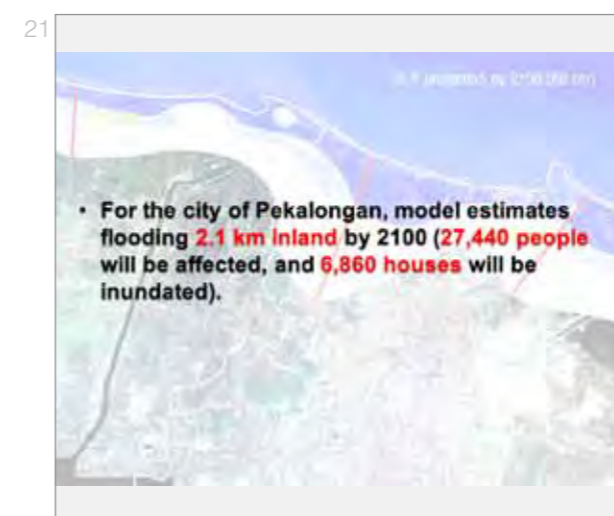 21
• For the city of Pekalongan, model estimates
flooding 2.1 km inland by 2100 (27,440 people
will be affected, and 6,860 houses will be
inundated).